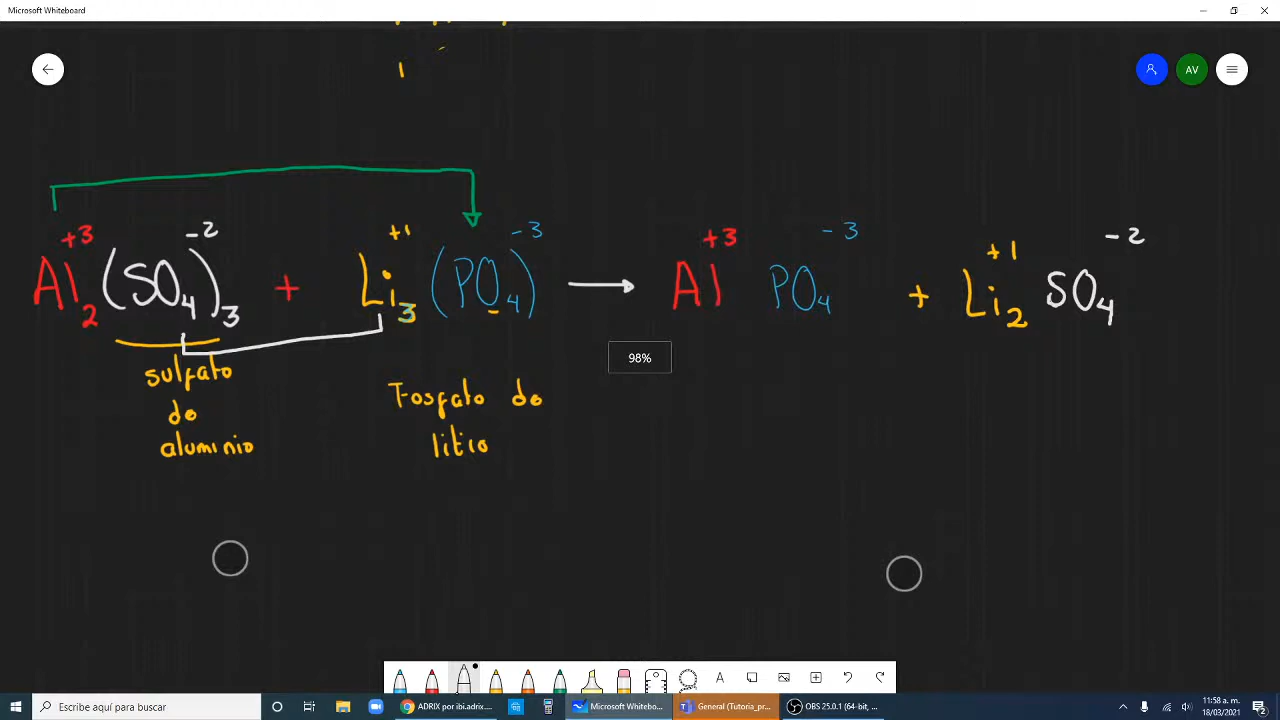 Microsoft Whiteboard
AV
Al₂⁺³(SO₄)₃⁻² + Li₃⁺¹(PO₄)⁻³ → Al⁺³ PO₄⁻³ + Li₂⁺¹ SO₄⁻²
98%
sulfato
de
aluminio
Fosfato de
litio
A
Escribe aquí para buscar
ADRIX por ibi.adrix....
Microsoft Whiteboa...
General (Tutoria_pr...
OBS 25.0.1 (64-bit, ...
11:58 a. m.
18/03/2021
2